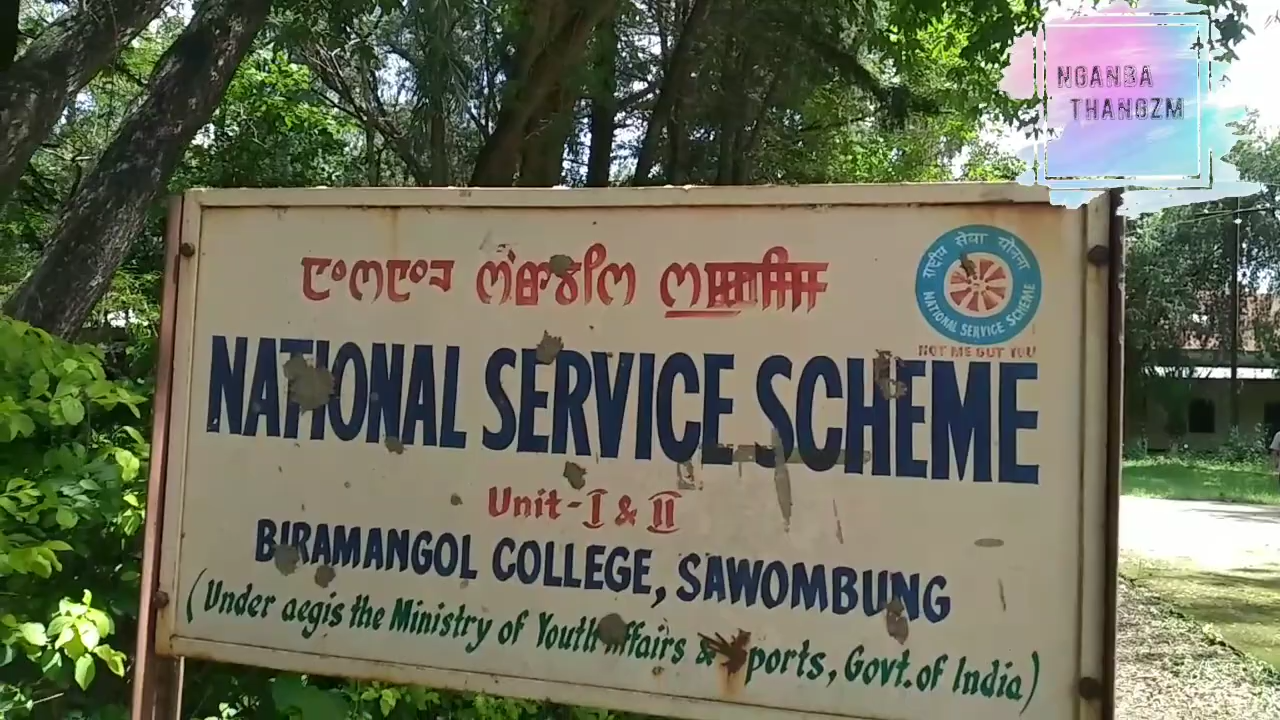 NGANBA
THANGZM
राष्ट्रीय सेवा योजना
NATIONAL SERVICE SCHEME
NOT ME BUT YOU
NATIONAL SERVICE SCHEME
Unit-I & II
BIRAMANGOL COLLEGE, SAWOMBUNG
(Under aegis the Ministry of Youth Affairs & Sports, Govt. of India)